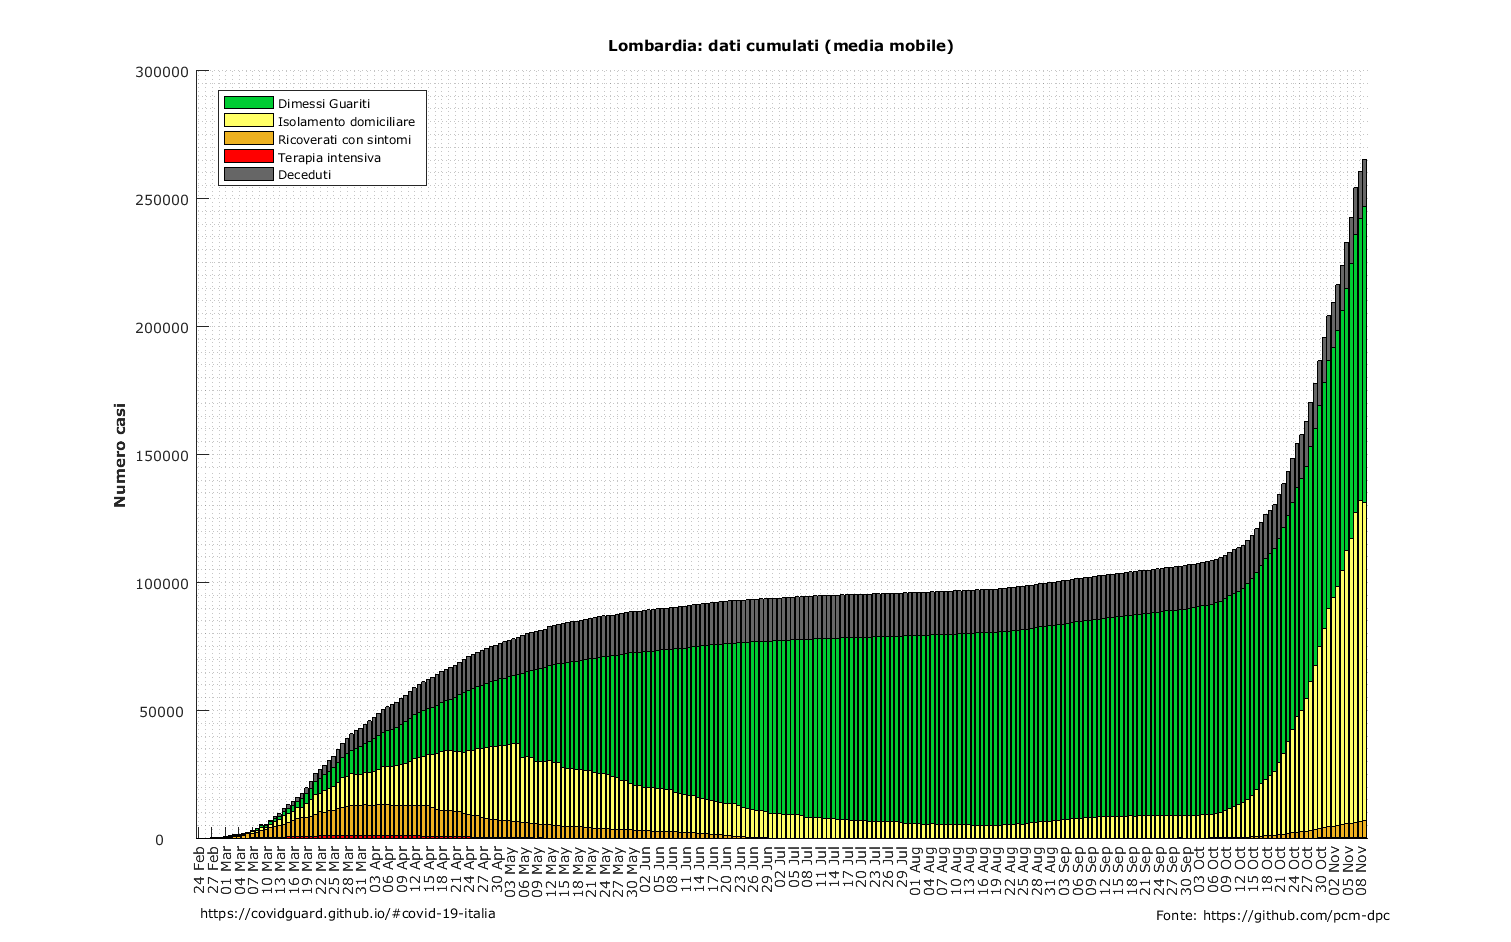 Lombardia: dati cumulati (media mobile)
300000
250000
200000
150000
100000
50000
0
Numero casi
Dimessi Guariti
Isolamento domiciliare
Ricoverati con sintomi
Terapia intensiva
Deceduti
24 Feb
27 Feb
01 Mar
04 Mar
07 Mar
10 Mar
13 Mar
16 Mar
19 Mar
22 Mar
25 Mar
28 Mar
31 Mar
03 Apr
06 Apr
09 Apr
12 Apr
15 Apr
18 Apr
21 Apr
24 Apr
27 Apr
30 Apr
03 May
06 May
09 May
12 May
15 May
18 May
21 May
24 May
27 May
30 May
02 Jun
05 Jun
08 Jun
11 Jun
14 Jun
17 Jun
20 Jun
23 Jun
26 Jun
29 Jun
02 Jul
05 Jul
08 Jul
11 Jul
14 Jul
17 Jul
20 Jul
23 Jul
26 Jul
29 Jul
01 Aug
04 Aug
07 Aug
10 Aug
13 Aug
16 Aug
19 Aug
22 Aug
25 Aug
28 Aug
31 Aug
03 Sep
06 Sep
09 Sep
12 Sep
15 Sep
18 Sep
21 Sep
24 Sep
27 Sep
30 Sep
03 Oct
06 Oct
09 Oct
12 Oct
15 Oct
18 Oct
21 Oct
24 Oct
27 Oct
30 Oct
02 Nov
05 Nov
08 Nov
https://covidguard.github.io/#covid-19-italia
Fonte: https://github.com/pcm-dpc